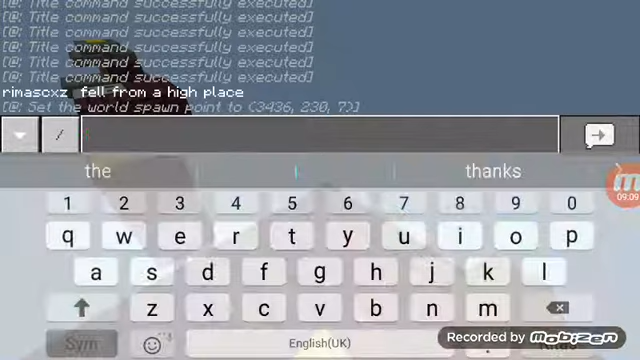 [@: Title command successfully executed]
[@: Title command successfully executed]
[@: Title command successfully executed]
[@: Title command successfully executed]
[@: Title command successfully executed]
[@: Title command successfully executed]
rimascxz fell from a high place
[@: Set the world spawn point to (3436, 230, 7)]
/
the thanks
09:09
1 2 3 4 5 6 7 8 9 0
q w e r t y u i o p
a s d f g h j k l
z x c v b n m
Sym English(UK)
Recorded by Mobizen